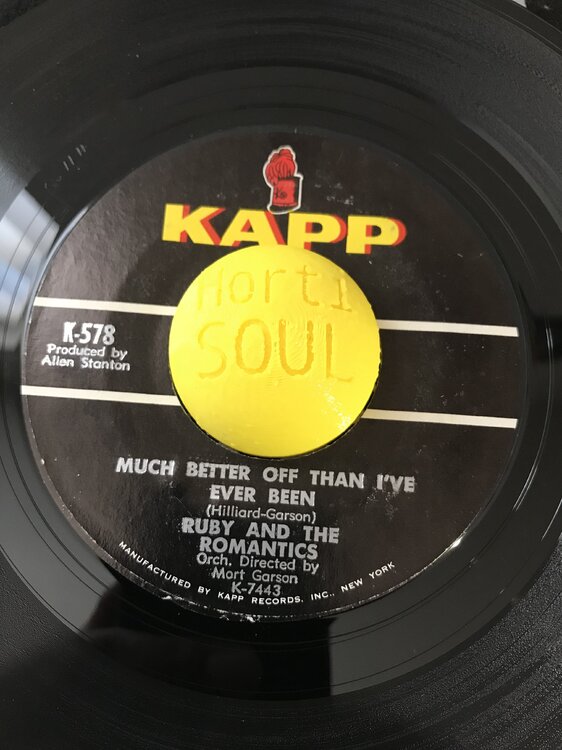 KAPP
Horti
SOUL
K-578
Produced by
Allen Stanton
MUCH BETTER OFF THAN I'VE
EVER BEEN
(Hilliard-Garson)
RUBY AND THE
ROMANTICS
Orch. Directed by
Mort Garson
K-7443
MANUFACTURED BY KAPP RECORDS, INC., NEW YORK